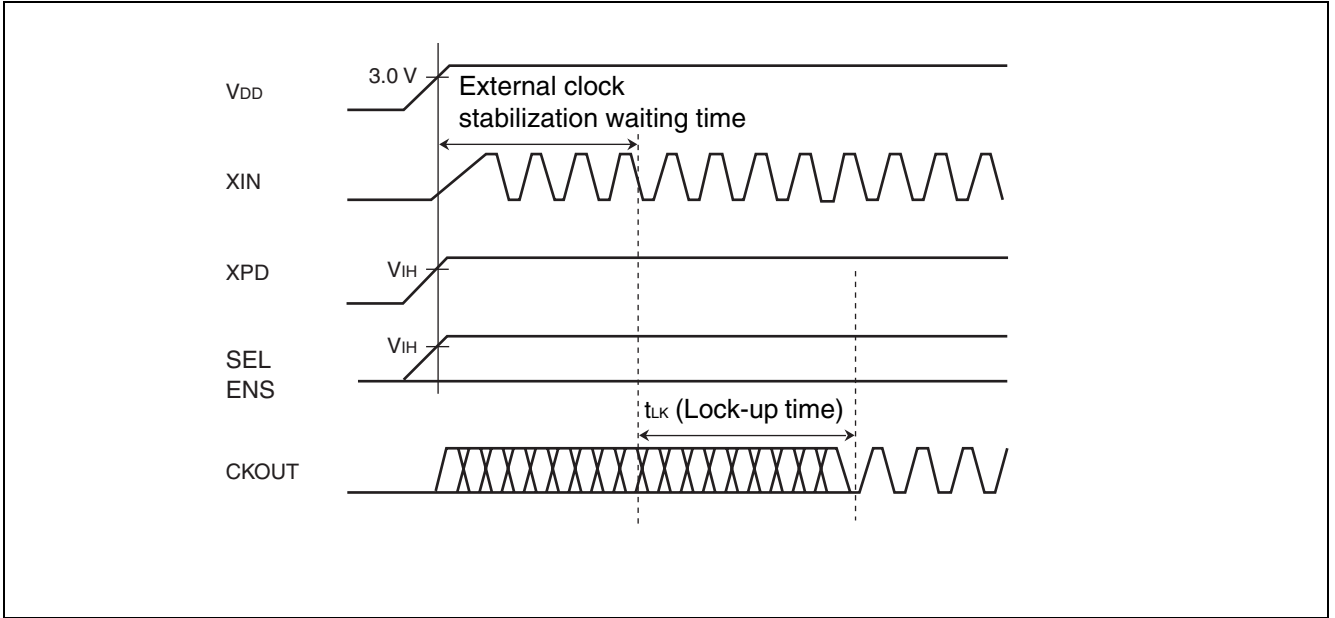 VDD
3.0 V
External clock
stabilization waiting time
XIN
XPD
VIH
SEL
ENS
VIH
tLK (Lock-up time)
CKOUT